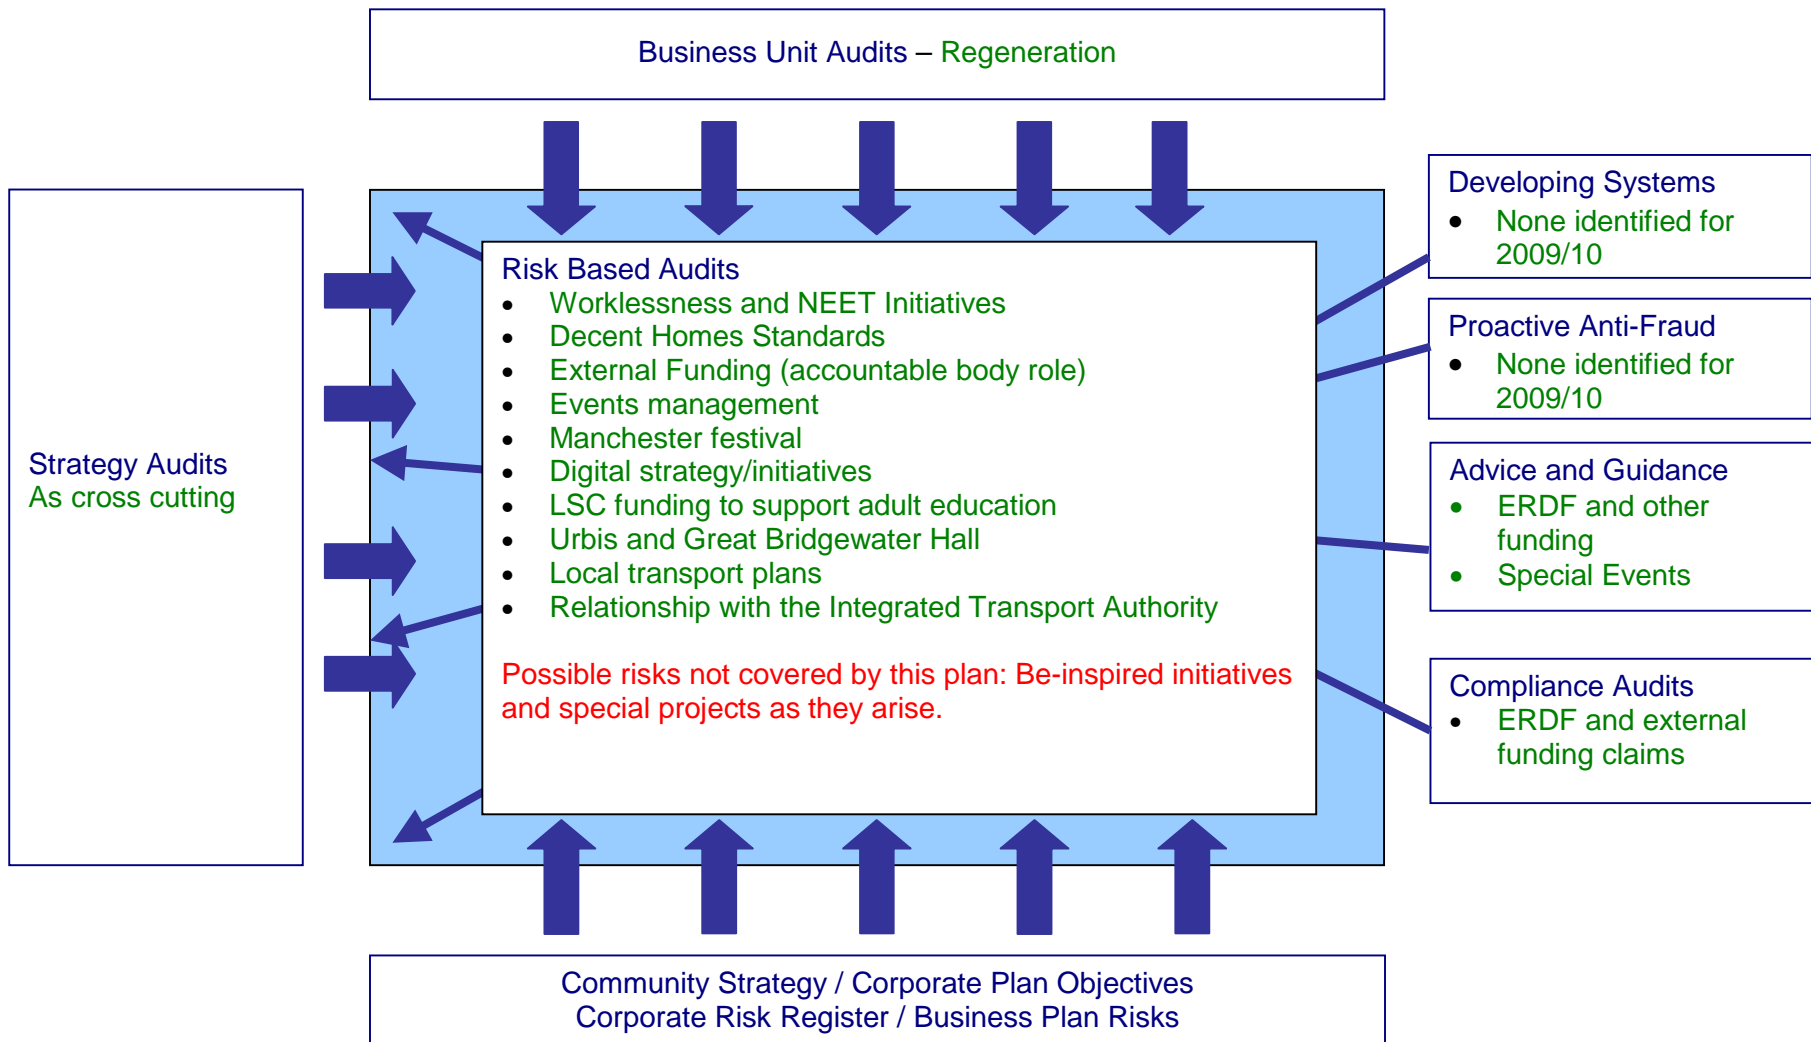 Business Unit Audits – Regeneration
Strategy Audits
As cross cutting
Risk Based Audits
• Worklessness and NEET Initiatives
• Decent Homes Standards
• External Funding (accountable body role)
• Events management
• Manchester festival
• Digital strategy/initiatives
• LSC funding to support adult education
• Urbis and Great Bridgewater Hall
• Local transport plans
• Relationship with the Integrated Transport Authority
Possible risks not covered by this plan: Be-inspired initiatives
and special projects as they arise.
Developing Systems
• None identified for
2009/10
Proactive Anti-Fraud
• None identified for
2009/10
Advice and Guidance
• ERDF and other
funding
• Special Events
Compliance Audits
• ERDF and external
funding claims
Community Strategy / Corporate Plan Objectives
Corporate Risk Register / Business Plan Risks